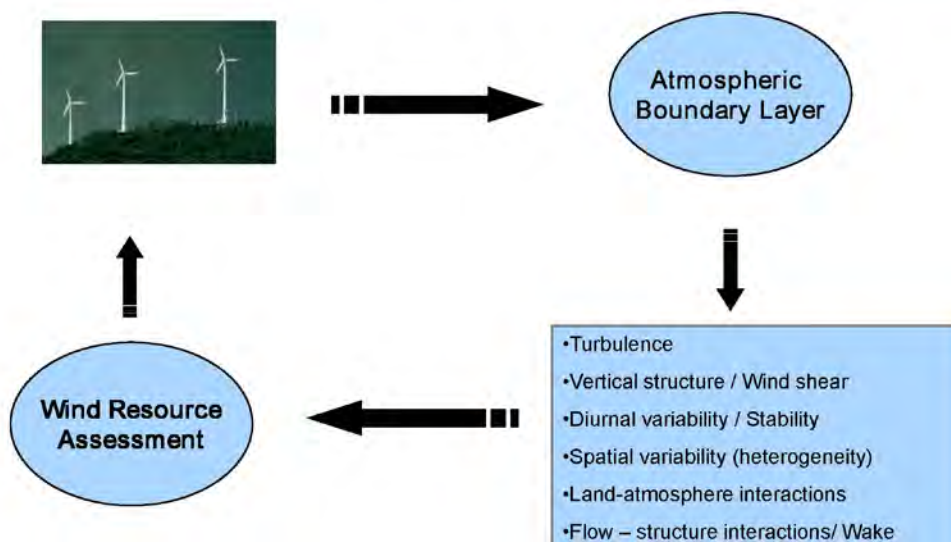 Atmospheric
Boundary Layer
•Turbulence
•Vertical structure / Wind shear
•Diurnal variability / Stability
•Spatial variability (heterogeneity)
•Land-atmosphere interactions
•Flow – structure interactions/ Wake
Wind Resource
Assessment